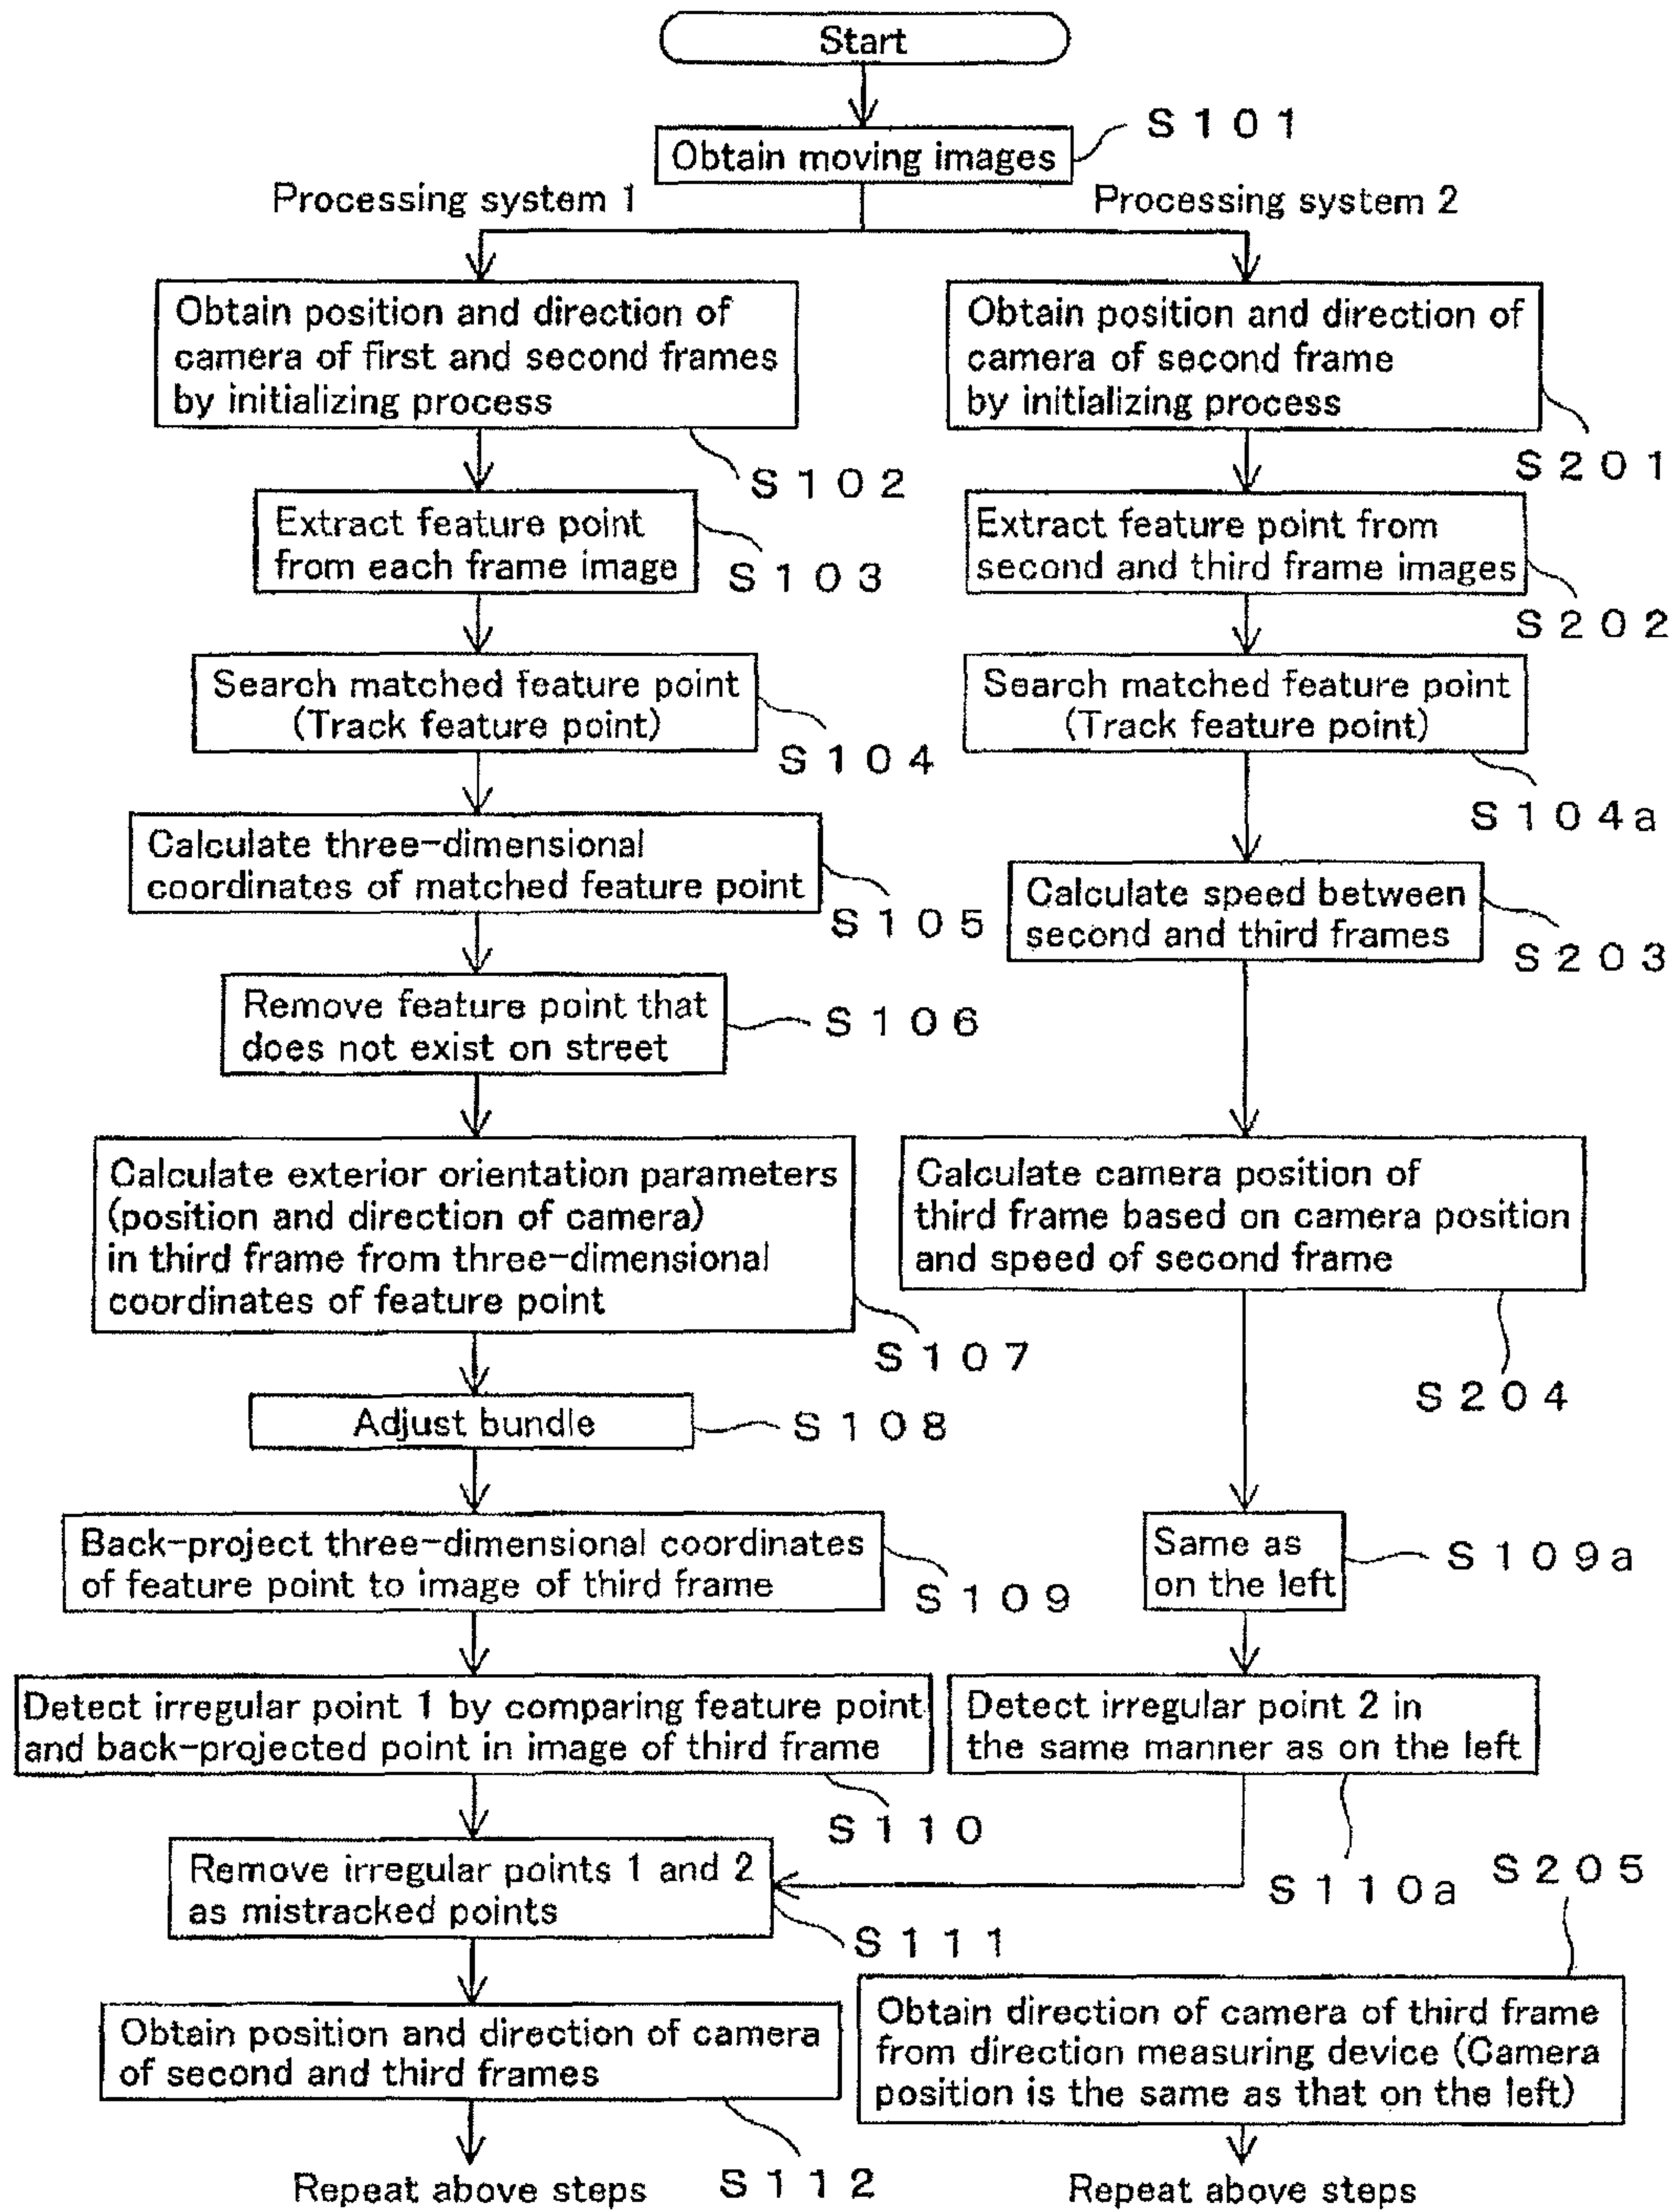 Start
Obtain moving images
S101
Processing system 1
Processing system 2
Obtain position and direction of
camera of first and second frames
by initializing process
S102
Obtain position and direction of
camera of second frame
by initializing process
S201
Extract feature point
from each frame image
S103
Extract feature point from
second and third frame images
S202
Search matched feature point
(Track feature point)
S104
Search matched feature point
(Track feature point)
S104a
Calculate three-dimensional
coordinates of matched feature point
S105
Calculate speed between
second and third frames
S203
Remove feature point that
does not exist on street
S106
Calculate exterior orientation parameters
(position and direction of camera)
in third frame from three-dimensional
coordinates of feature point
S107
Calculate camera position of
third frame based on camera position
and speed of second frame
S204
Adjust bundle
S108
Back-project three-dimensional coordinates
of feature point to image of third frame
S109
Same as
on the left
S109a
Detect irregular point 1 by comparing feature point
and back-projected point in image of third frame
S110
Detect irregular point 2 in
the same manner as on the left
S110a
Remove irregular points 1 and 2
as mistracked points
S111
S205
Obtain position and direction of camera
of second and third frames
S112
Obtain direction of camera of third frame
from direction measuring device (Camera
position is the same as that on the left)
Repeat above steps
Repeat above steps